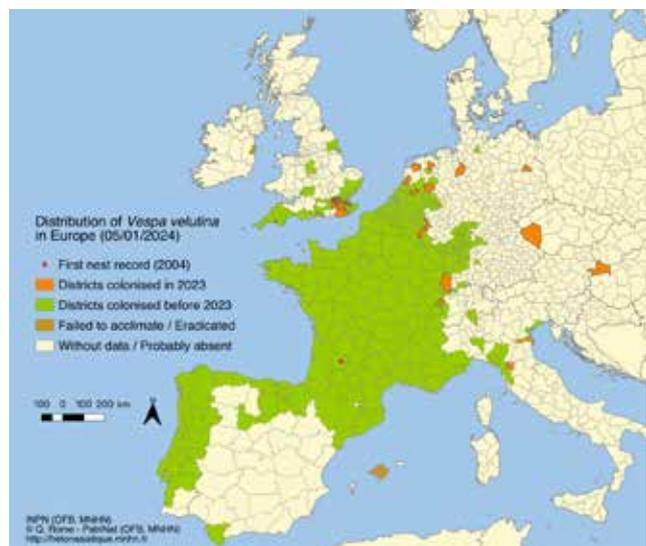 Distribution of Vespa velutina
in Europe (05/01/2024)
First nest record (2004)
Districts colonised in 2023
Districts colonised before 2023
Failed to acclimate / Eradicated
Without data / Probably absent
100 0 100 200 km
N
INPN (OFB, MNHN)
© Q. Rome - PatriNat (OFB, MNHN)
http://frelonasiatique.mnhn.fr